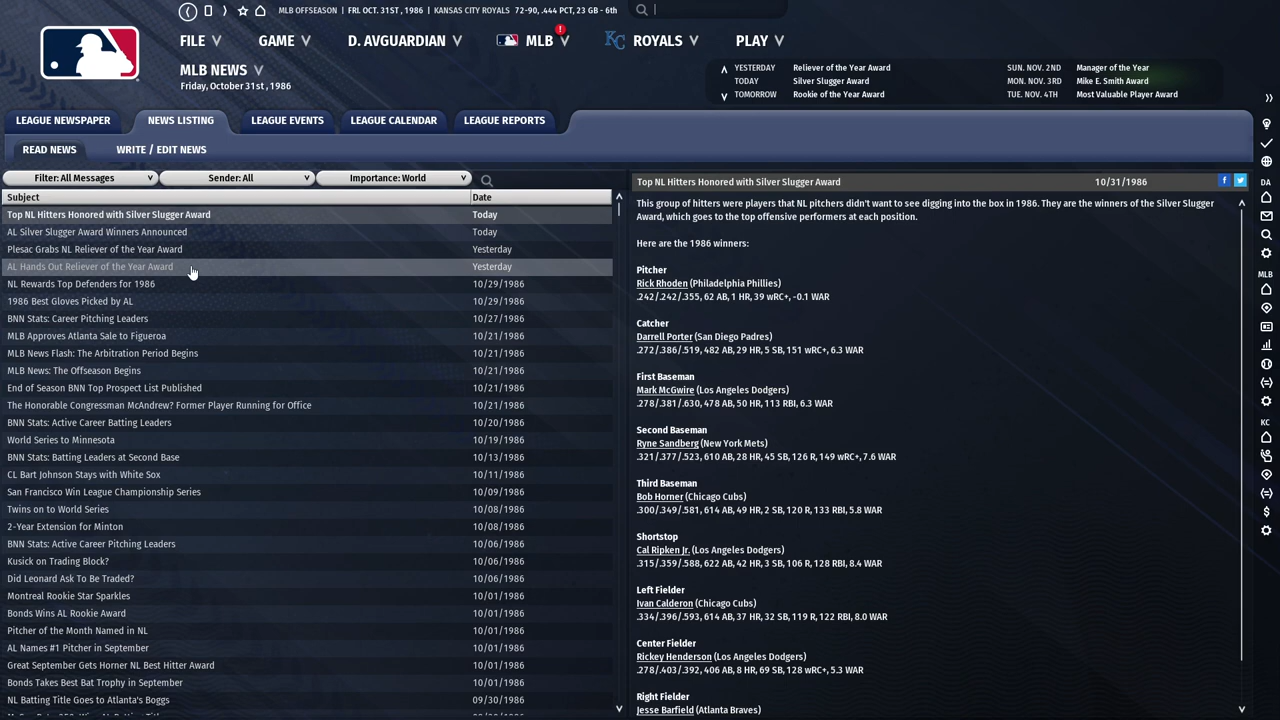 MLB OFFSEASON | FRI. OCT. 31ST , 1986 | KANSAS CITY ROYALS 72-90, .444 PCT, 23 GB - 6th
FILE GAME D. AVGUARDIAN MLB ROYALS PLAY
MLB NEWS
Friday, October 31st , 1986
YESTERDAY Reliever of the Year Award SUN. NOV. 2ND Manager of the Year
TODAY Silver Slugger Award MON. NOV. 3RD Mike E. Smith Award
TOMORROW Rookie of the Year Award TUE. NOV. 4TH Most Valuable Player Award
LEAGUE NEWSPAPER NEWS LISTING LEAGUE EVENTS LEAGUE CALENDAR LEAGUE REPORTS
READ NEWS WRITE / EDIT NEWS
Filter: All Messages Sender: All Importance: World
Subject Date
Top NL Hitters Honored with Silver Slugger Award Today
AL Silver Slugger Award Winners Announced Today
Plesac Grabs NL Reliever of the Year Award Yesterday
AL Hands Out Reliever of the Year Award Yesterday
NL Rewards Top Defenders for 1986 10/29/1986
1986 Best Gloves Picked by AL 10/29/1986
BNN Stats: Career Pitching Leaders 10/27/1986
MLB Approves Atlanta Sale to Figueroa 10/21/1986
MLB News Flash: The Arbitration Period Begins 10/21/1986
MLB News: The Offseason Begins 10/21/1986
End of Season BNN Top Prospect List Published 10/21/1986
The Honorable Congressman McAndrew? Former Player Running for Office 10/21/1986
BNN Stats: Active Career Batting Leaders 10/20/1986
World Series to Minnesota 10/19/1986
BNN Stats: Batting Leaders at Second Base 10/13/1986
CL Bart Johnson Stays with White Sox 10/11/1986
San Francisco Win League Championship Series 10/09/1986
Twins on to World Series 10/08/1986
2-Year Extension for Minton 10/08/1986
BNN Stats: Active Career Pitching Leaders 10/06/1986
Kusick on Trading Block? 10/06/1986
Did Leonard Ask To Be Traded? 10/06/1986
Montreal Rookie Star Sparkles 10/01/1986
Bonds Wins AL Rookie Award 10/01/1986
Pitcher of the Month Named in NL 10/01/1986
AL Names #1 Pitcher in September 10/01/1986
Great September Gets Horner NL Best Hitter Award 10/01/1986
Bonds Takes Best Bat Trophy in September 10/01/1986
NL Batting Title Goes to Atlanta's Boggs 09/30/1986
Top NL Hitters Honored with Silver Slugger Award 10/31/1986
This group of hitters were players that NL pitchers didn't want to see digging into the box in 1986. They are the winners of the Silver Slugger
Award, which goes to the top offensive performers at each position.
Here are the 1986 winners:
Pitcher
Rick Rhoden (Philadelphia Phillies)
.242/.242/.355, 62 AB, 1 HR, 39 wRC+, -0.1 WAR
Catcher
Darrell Porter (San Diego Padres)
.272/.386/.519, 482 AB, 29 HR, 5 SB, 151 wRC+, 6.3 WAR
First Baseman
Mark McGwire (Los Angeles Dodgers)
.278/.381/.630, 478 AB, 50 HR, 113 RBI, 6.3 WAR
Second Baseman
Ryne Sandberg (New York Mets)
.321/.377/.523, 610 AB, 28 HR, 45 SB, 126 R, 149 wRC+, 7.6 WAR
Third Baseman
Bob Horner (Chicago Cubs)
.300/.349/.581, 614 AB, 49 HR, 2 SB, 120 R, 133 RBI, 5.8 WAR
Shortstop
Cal Ripken Jr. (Los Angeles Dodgers)
.315/.359/.588, 622 AB, 42 HR, 3 SB, 106 R, 128 RBI, 8.4 WAR
Left Fielder
Ivan Calderon (Chicago Cubs)
.334/.396/.593, 614 AB, 37 HR, 32 SB, 119 R, 122 RBI, 8.0 WAR
Center Fielder
Rickey Henderson (Los Angeles Dodgers)
.278/.403/.392, 406 AB, 8 HR, 69 SB, 128 wRC+, 5.3 WAR
Right Fielder
Jesse Barfield (Atlanta Braves)
DA
MLB
KC